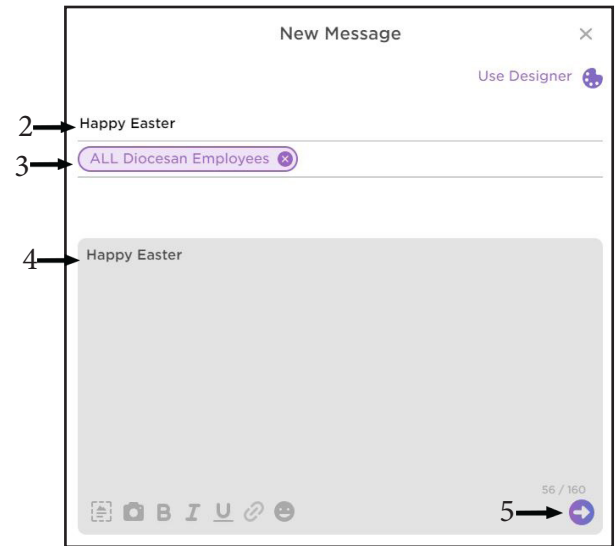 New Message
Use Designer
2 Happy Easter
3 ALL Diocesan Employees
4 Happy Easter
56 / 160
B I U
5